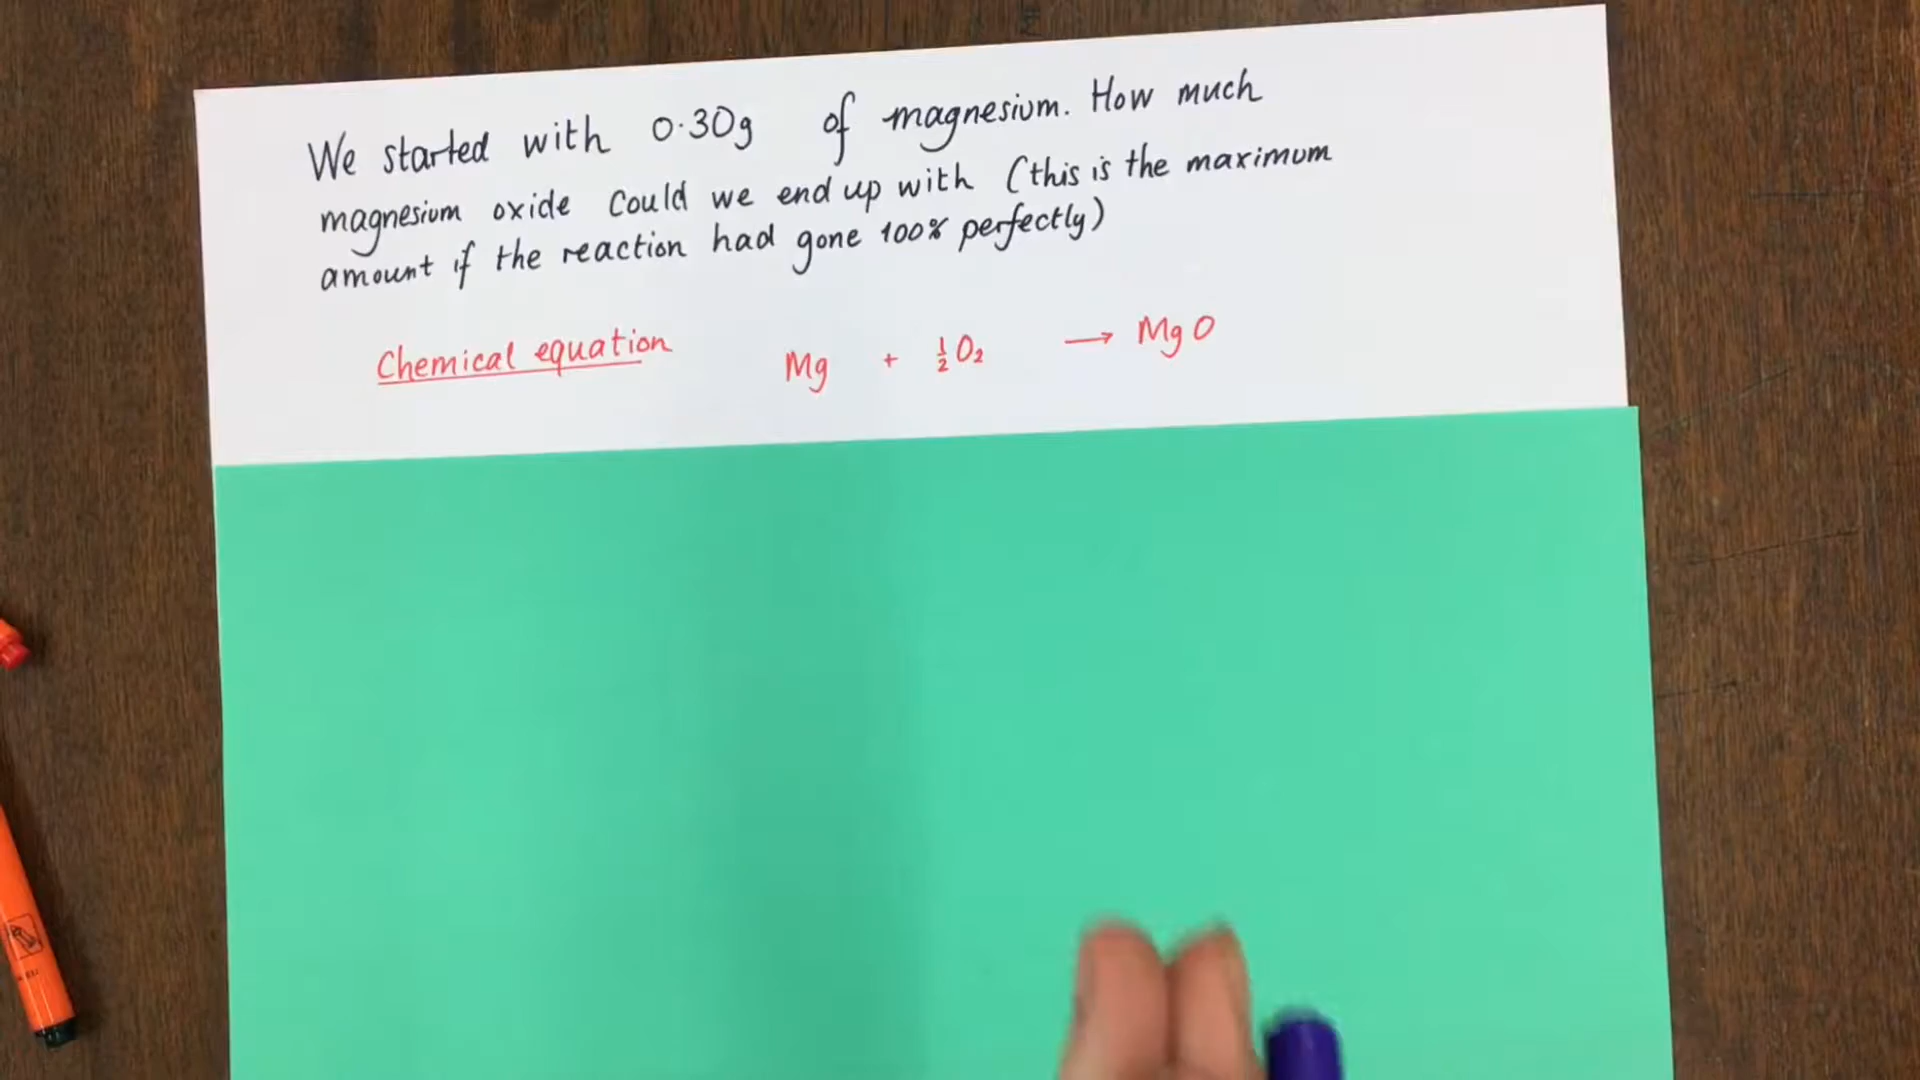 We started with 0·30g of magnesium. How much
magnesium oxide could we end up with (this is the maximum
amount if the reaction had gone 100% perfectly)
Chemical equation Mg + ½O₂ → MgO